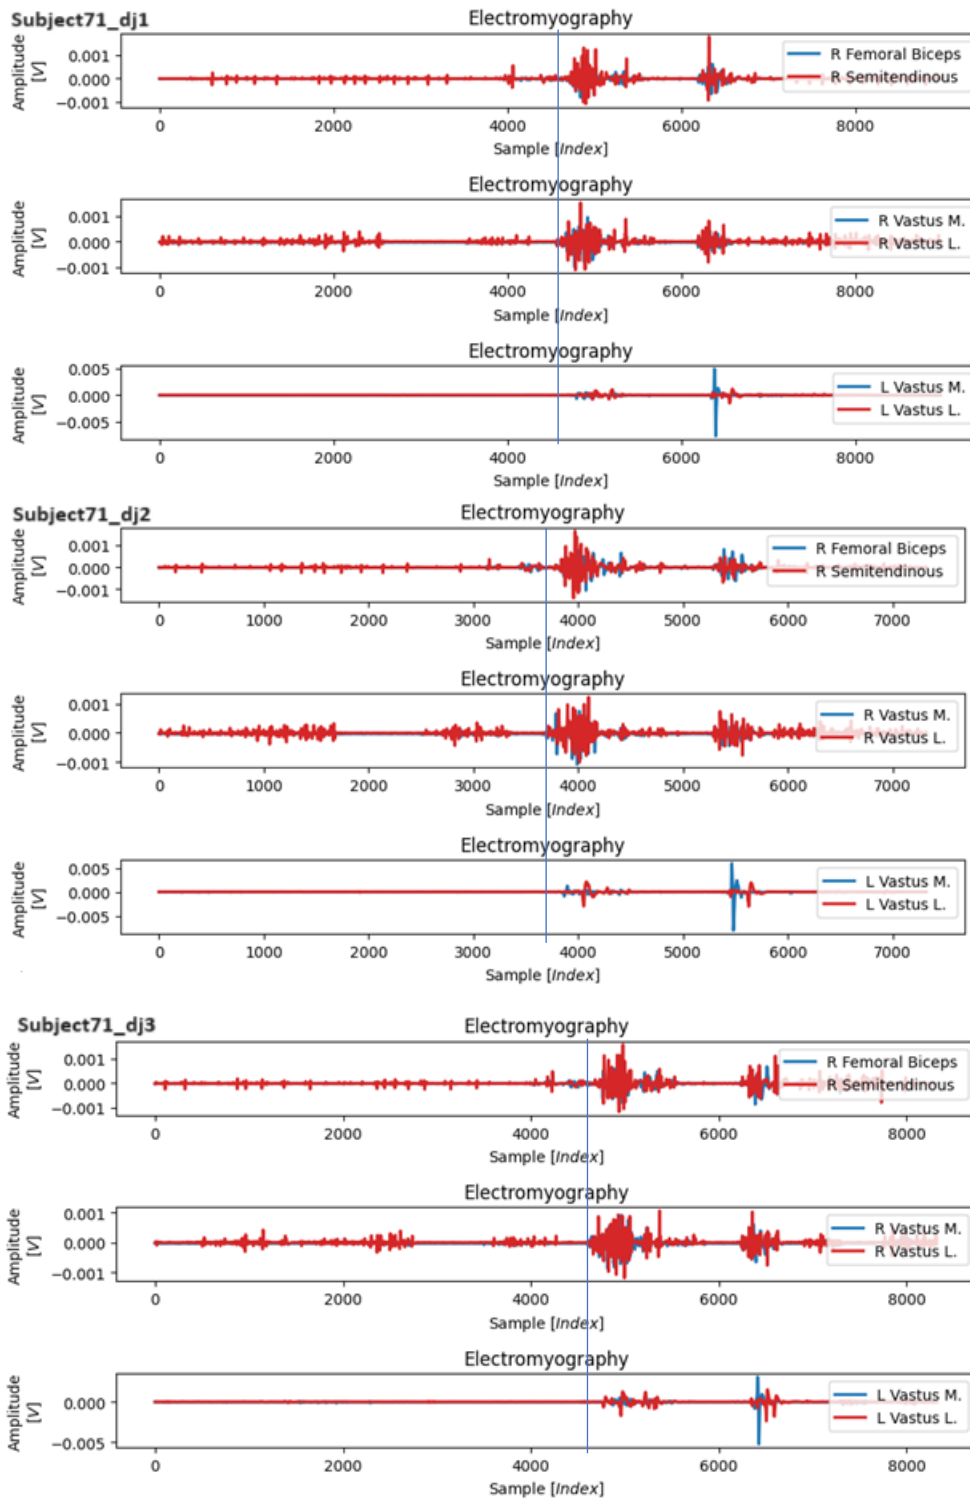 Subject71_dj1
Electromyography
Amplitude
[V]
0.001
0.000
−0.001
R Femoral Biceps
R Semitendinous
0 2000 4000 6000 8000
Sample [Index]
Electromyography
Amplitude
[V]
0.001
0.000
−0.001
R Vastus M.
R Vastus L.
0 2000 4000 6000 8000
Sample [Index]
Electromyography
Amplitude
[V]
0.005
0.000
−0.005
L Vastus M.
L Vastus L.
0 2000 4000 6000 8000
Sample [Index]
Subject71_dj2
Electromyography
Amplitude
[V]
0.001
0.000
−0.001
R Femoral Biceps
R Semitendinous
0 1000 2000 3000 4000 5000 6000 7000
Sample [Index]
Electromyography
Amplitude
[V]
0.001
0.000
−0.001
R Vastus M.
R Vastus L.
0 1000 2000 3000 4000 5000 6000 7000
Sample [Index]
Electromyography
Amplitude
[V]
0.005
0.000
−0.005
L Vastus M.
L Vastus L.
0 1000 2000 3000 4000 5000 6000 7000
Sample [Index]
Subject71_dj3
Electromyography
Amplitude
[V]
0.001
0.000
−0.001
R Femoral Biceps
R Semitendinous
0 2000 4000 6000 8000
Sample [Index]
Electromyography
Amplitude
[V]
0.001
0.000
−0.001
R Vastus M.
R Vastus L.
0 2000 4000 6000 8000
Sample [Index]
Electromyography
Amplitude
[V]
0.000
−0.005
L Vastus M.
L Vastus L.
0 2000 4000 6000 8000
Sample [Index]